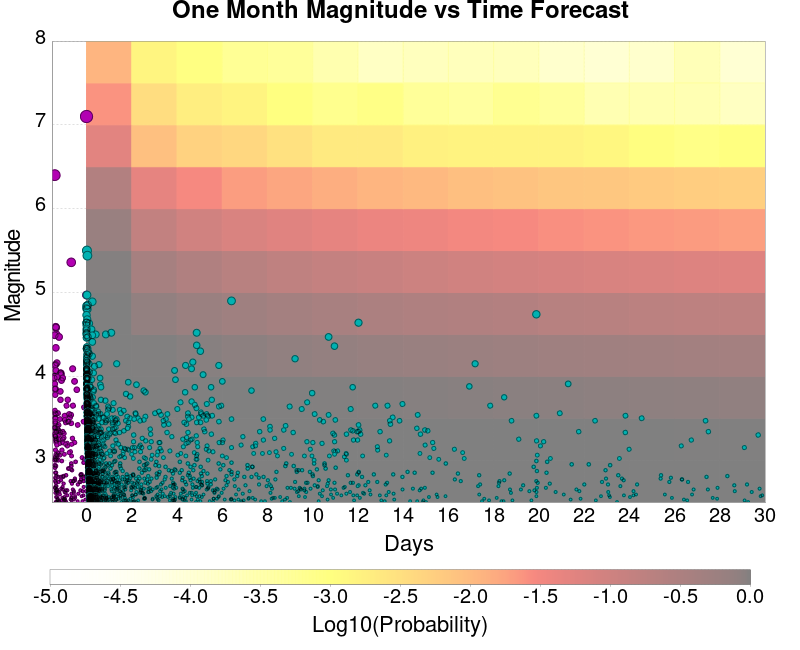 One Month Magnitude vs Time Forecast
8
7
6
5
4
3
Magnitude
0 2 4 6 8 10 12 14 16 18 20 22 24 26 28 30
Days
-5.0 -4.5 -4.0 -3.5 -3.0 -2.5 -2.0 -1.5 -1.0 -0.5 0.0
Log10(Probability)